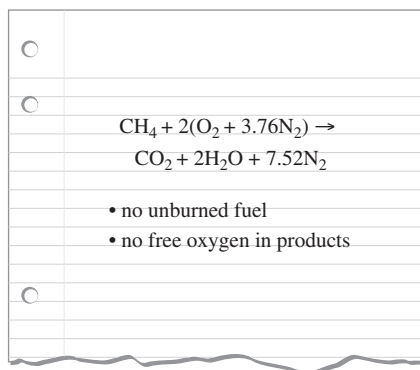 CH₄ + 2(O₂ + 3.76N₂) →
CO₂ + 2H₂O + 7.52N₂
• no unburned fuel
• no free oxygen in products